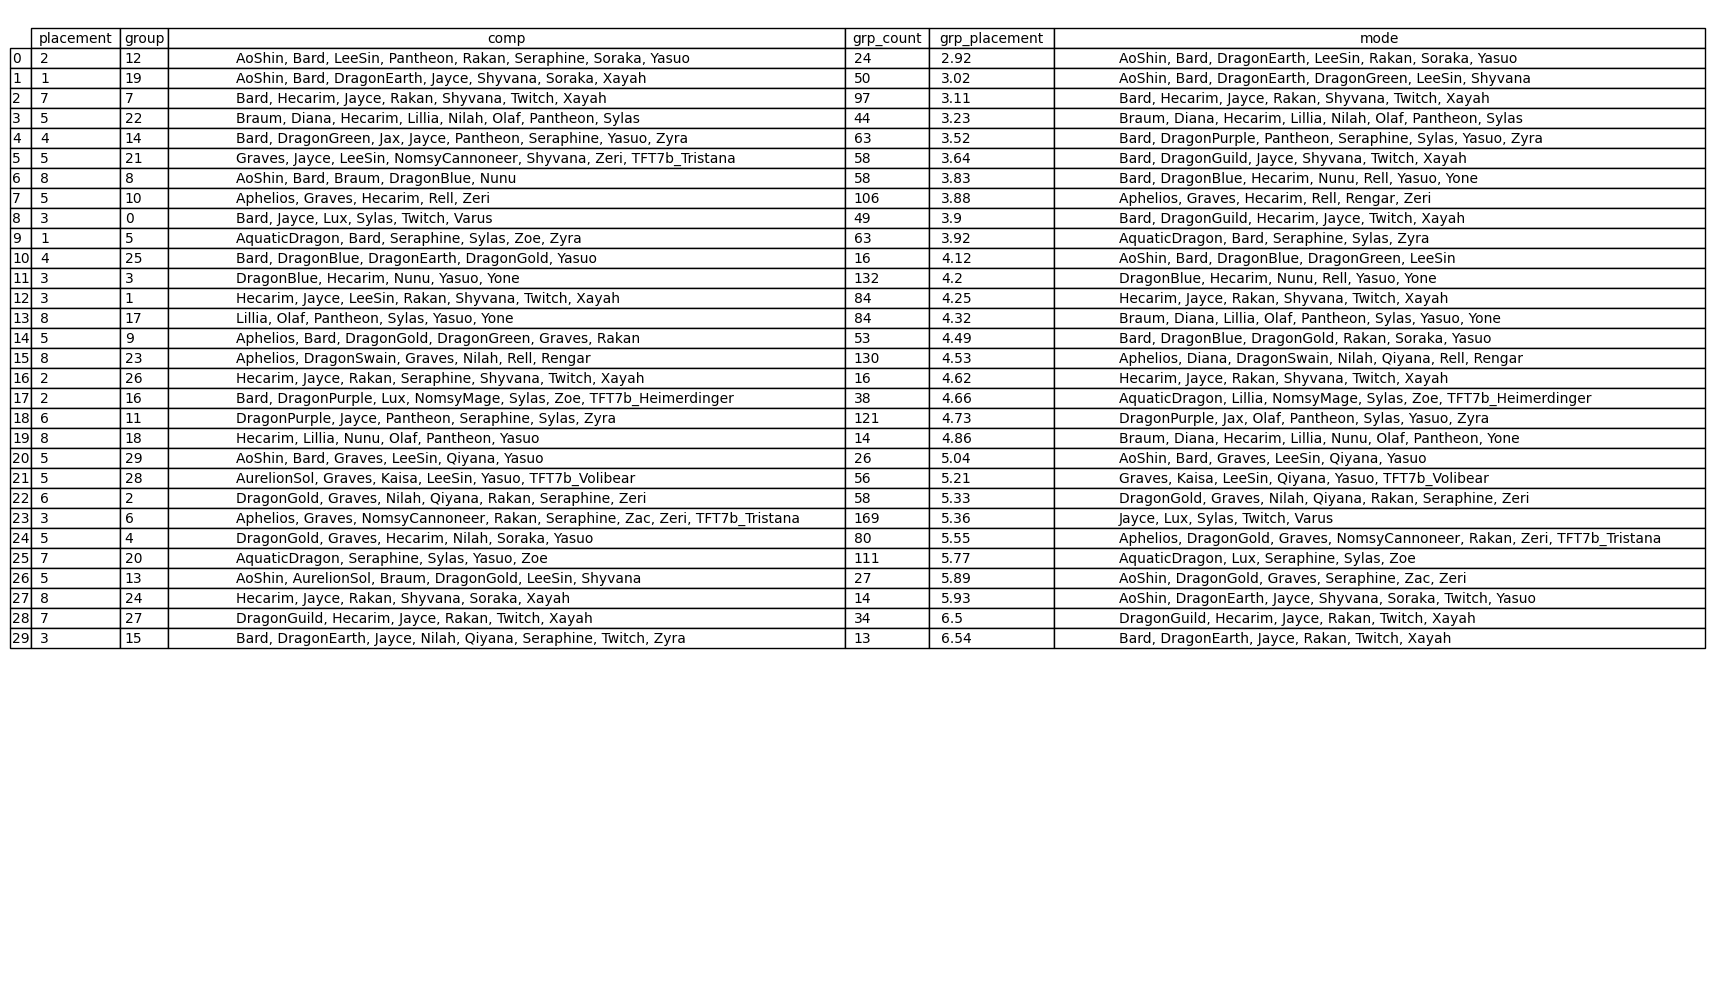 placement group comp grp_count grp_placement mode
0 2 12 AoShin, Bard, LeeSin, Pantheon, Rakan, Seraphine, Soraka, Yasuo 24 2.92 AoShin, Bard, DragonEarth, LeeSin, Rakan, Soraka, Yasuo
1 1 19 AoShin, Bard, DragonEarth, Jayce, Shyvana, Soraka, Xayah 50 3.02 AoShin, Bard, DragonEarth, DragonGreen, LeeSin, Shyvana
2 7 7 Bard, Hecarim, Jayce, Rakan, Shyvana, Twitch, Xayah 97 3.11 Bard, Hecarim, Jayce, Rakan, Shyvana, Twitch, Xayah
3 5 22 Braum, Diana, Hecarim, Lillia, Nilah, Olaf, Pantheon, Sylas 44 3.23 Braum, Diana, Hecarim, Lillia, Nilah, Olaf, Pantheon, Sylas
4 4 14 Bard, DragonGreen, Jax, Jayce, Pantheon, Seraphine, Yasuo, Zyra 63 3.52 Bard, DragonPurple, Pantheon, Seraphine, Sylas, Yasuo, Zyra
5 5 21 Graves, Jayce, LeeSin, NomsyCannoneer, Shyvana, Zeri, TFT7b_Tristana 58 3.64 Bard, DragonGuild, Jayce, Shyvana, Twitch, Xayah
6 8 8 AoShin, Bard, Braum, DragonBlue, Nunu 58 3.83 Bard, DragonBlue, Hecarim, Nunu, Rell, Yasuo, Yone
7 5 10 Aphelios, Graves, Hecarim, Rell, Zeri 106 3.88 Aphelios, Graves, Hecarim, Rell, Rengar, Zeri
8 3 0 Bard, Jayce, Lux, Sylas, Twitch, Varus 49 3.9 Bard, DragonGuild, Hecarim, Jayce, Twitch, Xayah
9 1 5 AquaticDragon, Bard, Seraphine, Sylas, Zoe, Zyra 63 3.92 AquaticDragon, Bard, Seraphine, Sylas, Zyra
10 4 25 Bard, DragonBlue, DragonEarth, DragonGold, Yasuo 16 4.12 AoShin, Bard, DragonBlue, DragonGreen, LeeSin
11 3 3 DragonBlue, Hecarim, Nunu, Yasuo, Yone 132 4.2 DragonBlue, Hecarim, Nunu, Rell, Yasuo, Yone
12 3 1 Hecarim, Jayce, LeeSin, Rakan, Shyvana, Twitch, Xayah 84 4.25 Hecarim, Jayce, Rakan, Shyvana, Twitch, Xayah
13 8 17 Lillia, Olaf, Pantheon, Sylas, Yasuo, Yone 84 4.32 Braum, Diana, Lillia, Olaf, Pantheon, Sylas, Yasuo, Yone
14 5 9 Aphelios, Bard, DragonGold, DragonGreen, Graves, Rakan 53 4.49 Bard, DragonBlue, DragonGold, Rakan, Soraka, Yasuo
15 8 23 Aphelios, DragonSwain, Graves, Nilah, Rell, Rengar 130 4.53 Aphelios, Diana, DragonSwain, Nilah, Qiyana, Rell, Rengar
16 2 26 Hecarim, Jayce, Rakan, Seraphine, Shyvana, Twitch, Xayah 16 4.62 Hecarim, Jayce, Rakan, Shyvana, Twitch, Xayah
17 2 16 Bard, DragonPurple, Lux, NomsyMage, Sylas, Zoe, TFT7b_Heimerdinger 38 4.66 AquaticDragon, Lillia, NomsyMage, Sylas, Zoe, TFT7b_Heimerdinger
18 6 11 DragonPurple, Jayce, Pantheon, Seraphine, Sylas, Zyra 121 4.73 DragonPurple, Jax, Olaf, Pantheon, Sylas, Yasuo, Zyra
19 8 18 Hecarim, Lillia, Nunu, Olaf, Pantheon, Yasuo 14 4.86 Braum, Diana, Hecarim, Lillia, Nunu, Olaf, Pantheon, Yone
20 5 29 AoShin, Bard, Graves, LeeSin, Qiyana, Yasuo 26 5.04 AoShin, Bard, Graves, LeeSin, Qiyana, Yasuo
21 5 28 AurelionSol, Graves, Kaisa, LeeSin, Yasuo, TFT7b_Volibear 56 5.21 Graves, Kaisa, LeeSin, Qiyana, Yasuo, TFT7b_Volibear
22 6 2 DragonGold, Graves, Nilah, Qiyana, Rakan, Seraphine, Zeri 58 5.33 DragonGold, Graves, Nilah, Qiyana, Rakan, Seraphine, Zeri
23 3 6 Aphelios, Graves, NomsyCannoneer, Rakan, Seraphine, Zac, Zeri, TFT7b_Tristana 169 5.36 Jayce, Lux, Sylas, Twitch, Varus
24 5 4 DragonGold, Graves, Hecarim, Nilah, Soraka, Yasuo 80 5.55 Aphelios, DragonGold, Graves, NomsyCannoneer, Rakan, Zeri, TFT7b_Tristana
25 7 20 AquaticDragon, Seraphine, Sylas, Yasuo, Zoe 111 5.77 AquaticDragon, Lux, Seraphine, Sylas, Zoe
26 5 13 AoShin, AurelionSol, Braum, DragonGold, LeeSin, Shyvana 27 5.89 AoShin, DragonGold, Graves, Seraphine, Zac, Zeri
27 8 24 Hecarim, Jayce, Rakan, Shyvana, Soraka, Xayah 14 5.93 AoShin, DragonEarth, Jayce, Shyvana, Soraka, Twitch, Yasuo
28 7 27 DragonGuild, Hecarim, Jayce, Rakan, Twitch, Xayah 34 6.5 DragonGuild, Hecarim, Jayce, Rakan, Twitch, Xayah
29 3 15 Bard, DragonEarth, Jayce, Nilah, Qiyana, Seraphine, Twitch, Zyra 13 6.54 Bard, DragonEarth, Jayce, Rakan, Twitch, Xayah